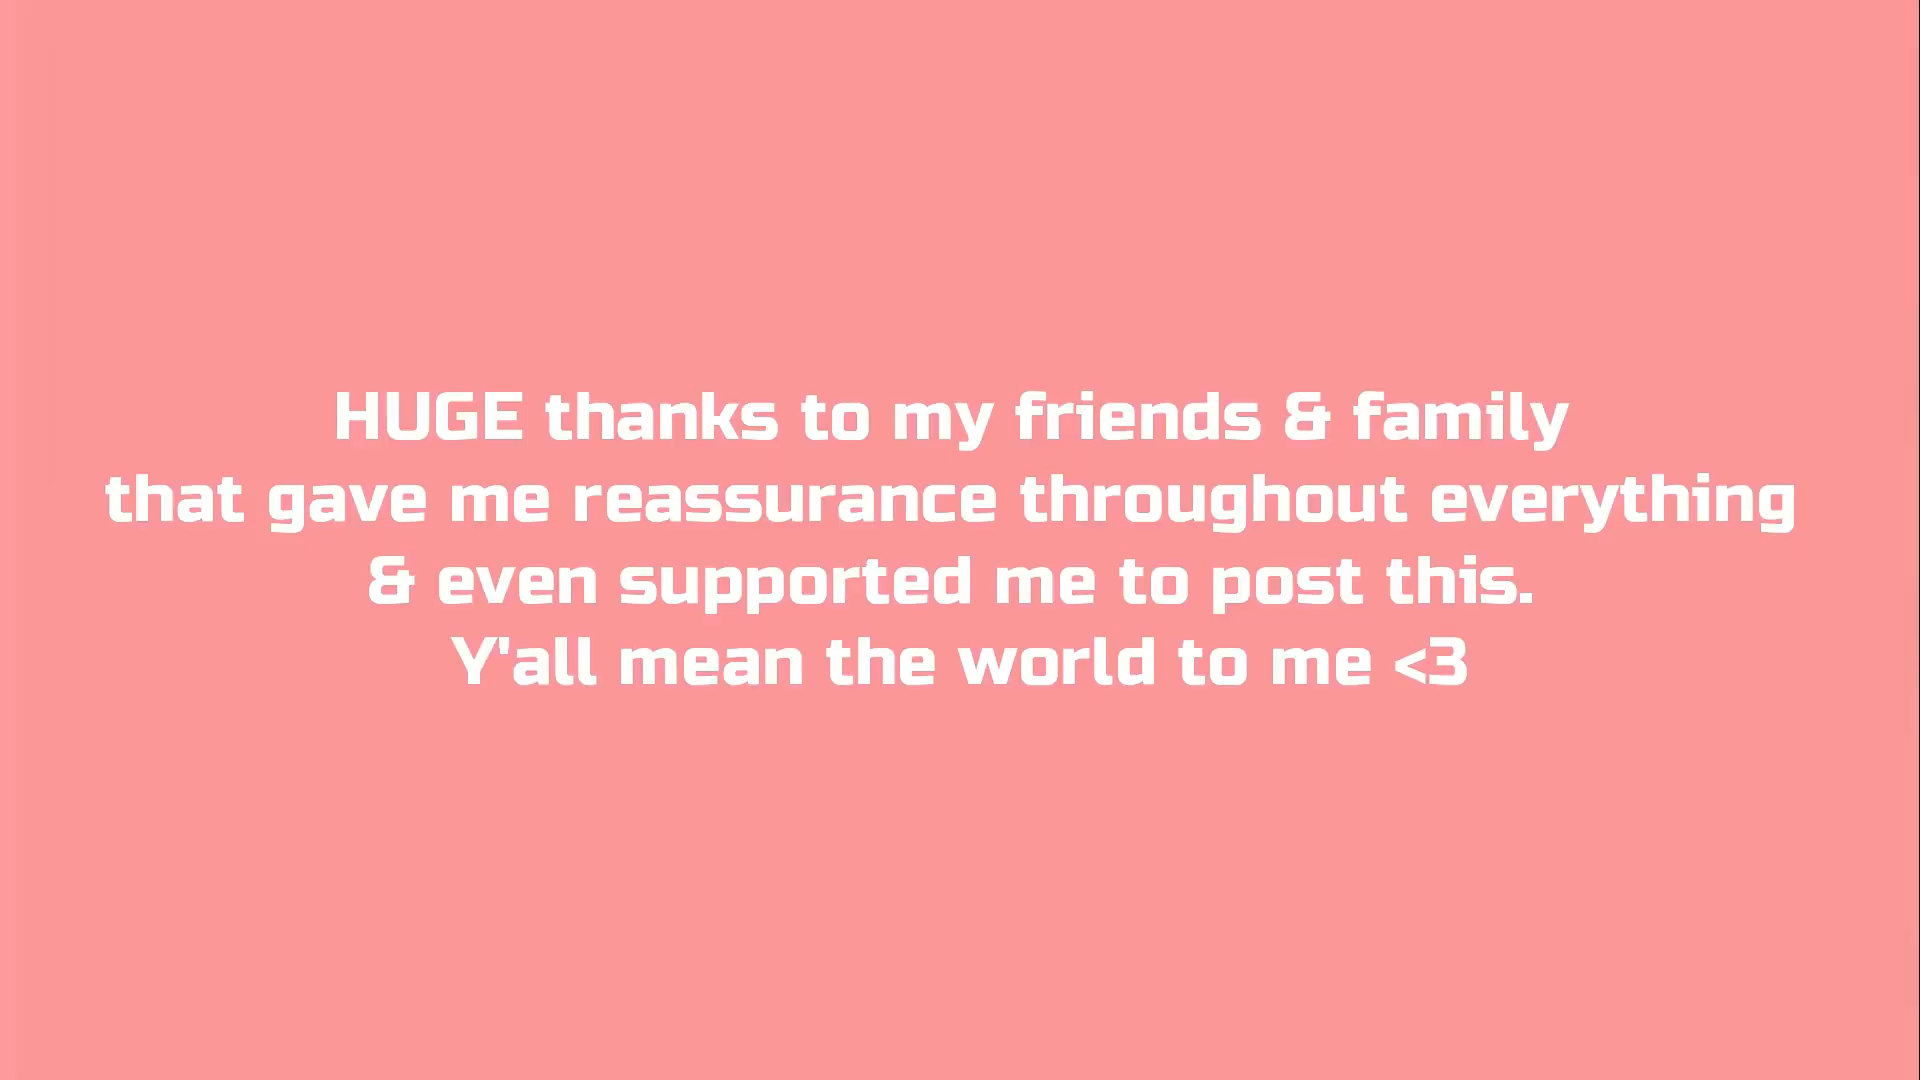 HUGE thanks to my friends & family
that gave me reassurance throughout everything
& even supported me to post this.
Y'all mean the world to me <3